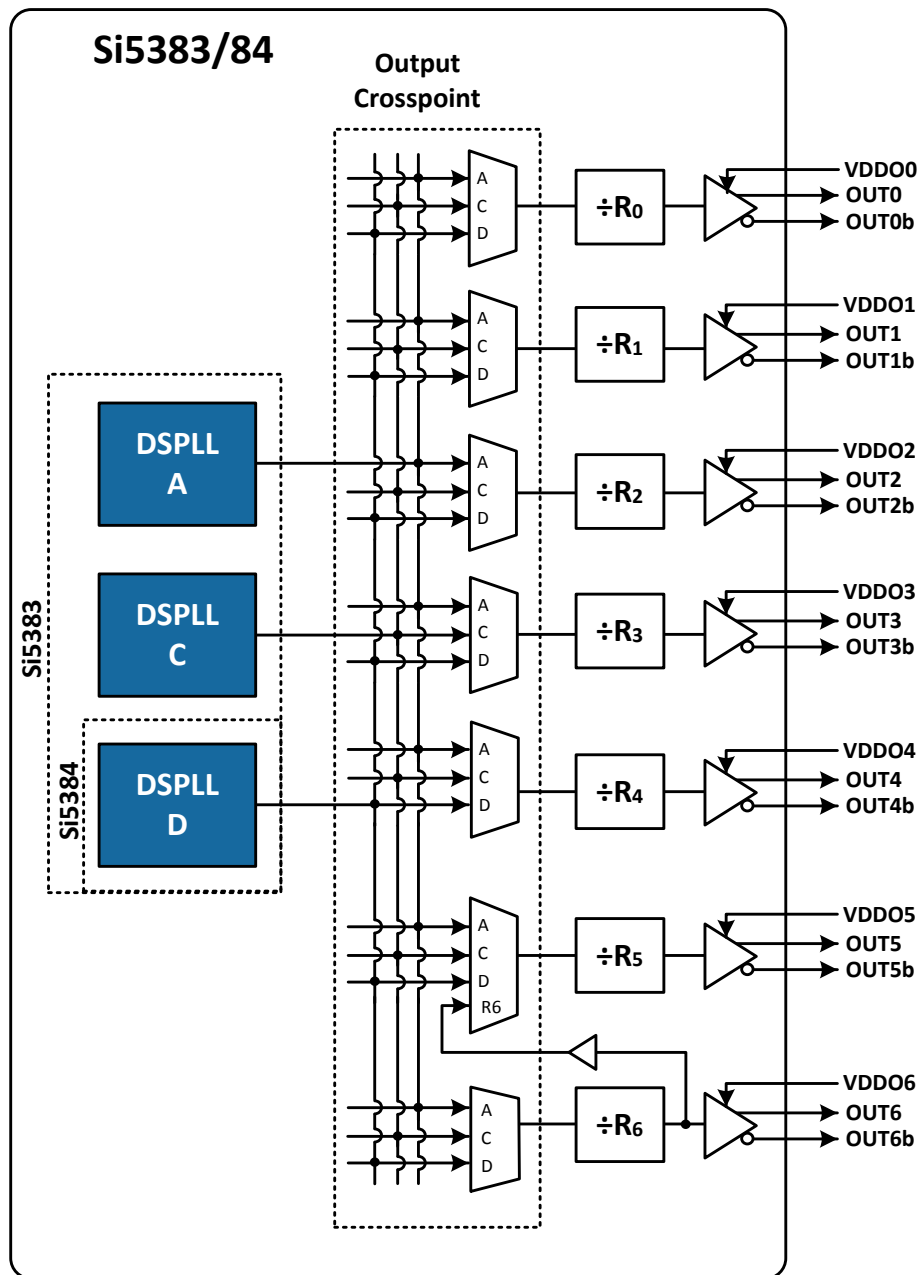 Si5383/84
Output
Crosspoint
A
C
D
÷R0
VDDO0
OUT0
OUT0b
A
C
D
÷R1
VDDO1
OUT1
OUT1b
DSPLL
A
A
C
D
÷R2
VDDO2
OUT2
OUT2b
Si5383
DSPLL
C
A
C
D
÷R3
VDDO3
OUT3
OUT3b
Si5384
DSPLL
D
A
C
D
÷R4
VDDO4
OUT4
OUT4b
A
C
D
R6
÷R5
VDDO5
OUT5
OUT5b
A
C
D
÷R6
VDDO6
OUT6
OUT6b